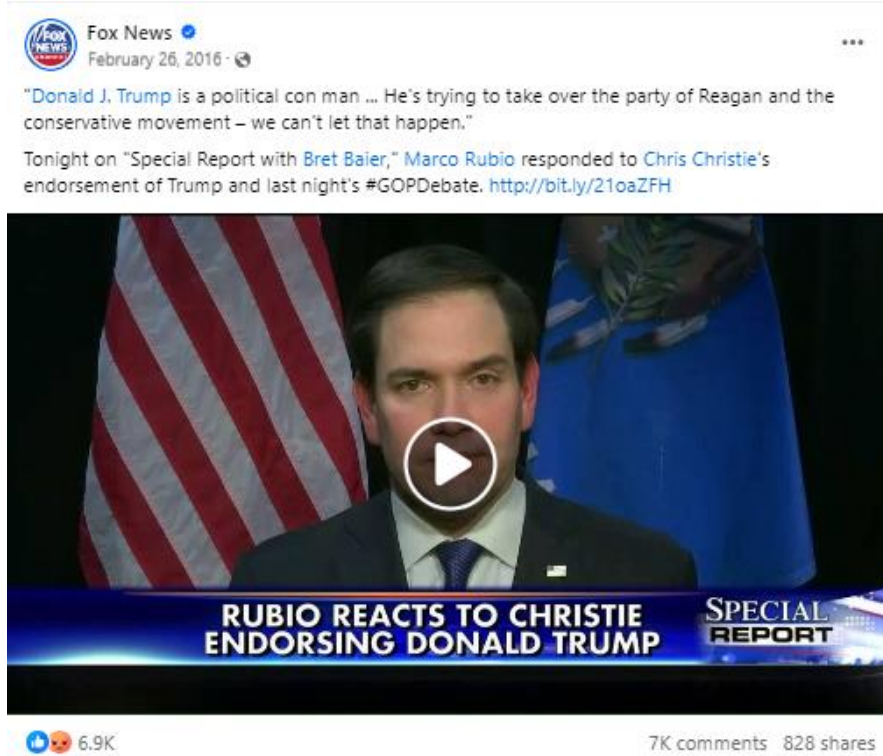 Fox News
February 26, 2016 ·
"Donald J. Trump is a political con man ... He's trying to take over the party of Reagan and the
conservative movement – we can't let that happen."
Tonight on "Special Report with Bret Baier," Marco Rubio responded to Chris Christie's
endorsement of Trump and last night's #GOPDebate. http://bit.ly/21oaZFH
RUBIO REACTS TO CHRISTIE
ENDORSING DONALD TRUMP
SPECIAL
REPORT
6.9K
7K comments 828 shares
FOX
NEWS